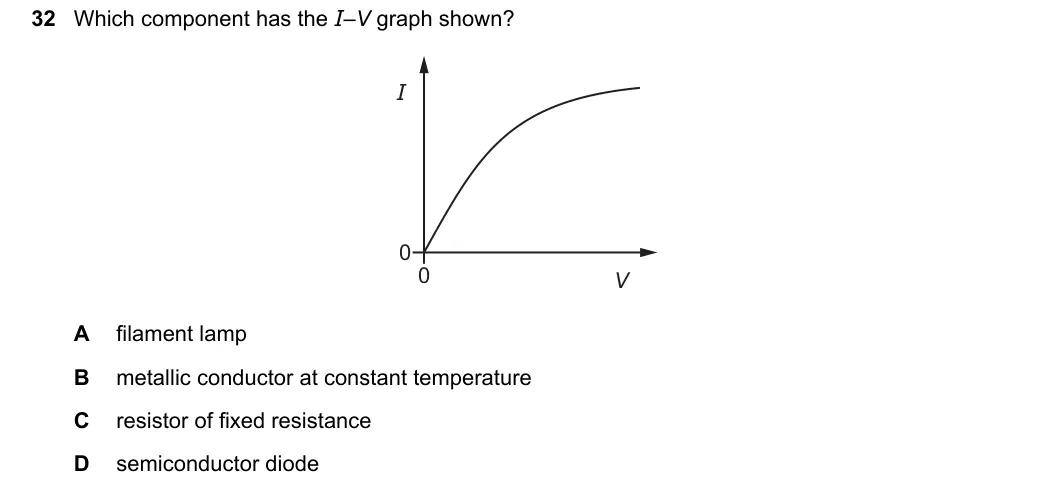 32 Which component has the I–V graph shown?
I
0
0
V
A filament lamp
B metallic conductor at constant temperature
C resistor of fixed resistance
D semiconductor diode